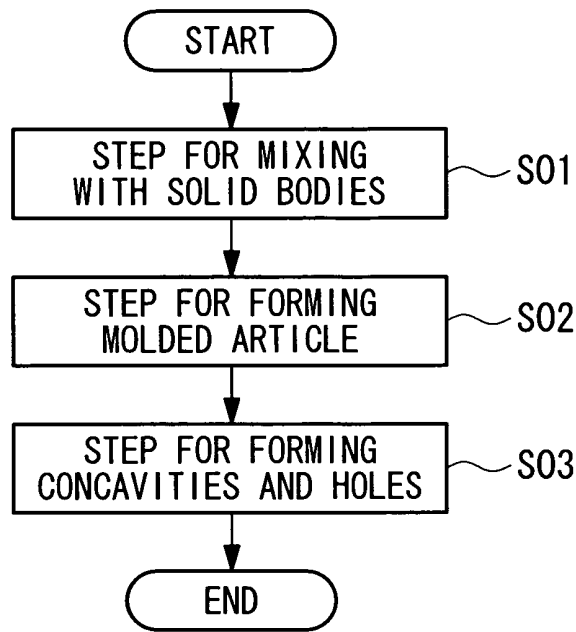 START
STEP FOR MIXING
WITH SOLID BODIES
S01
STEP FOR FORMING
MOLDED ARTICLE
S02
STEP FOR FORMING
CONCAVITIES AND HOLES
S03
END